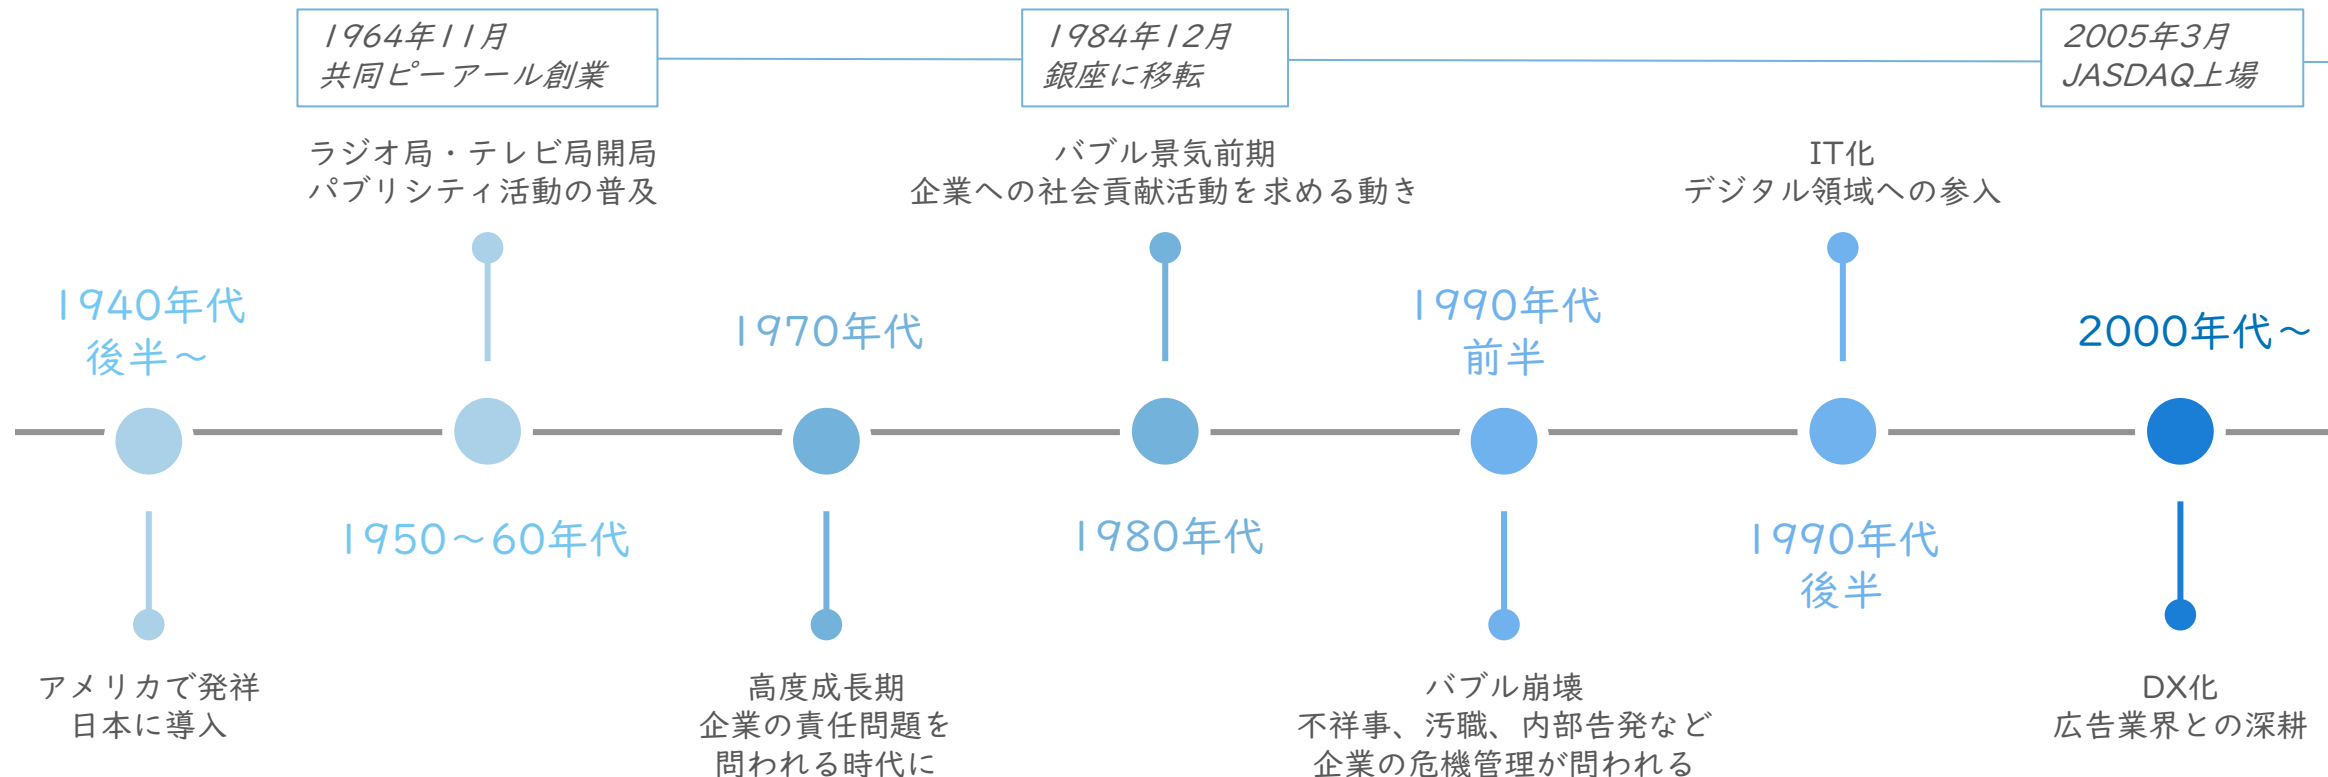 1964年11月
共同ピーアール創業
1984年12月
銀座に移転
2005年3月
JASDAQ上場
ラジオ局・テレビ局開局
パブリシティ活動の普及
バブル景気前期
企業への社会貢献活動を求める動き
IT化
デジタル領域への参入
1940年代
後半～
1970年代
1990年代
前半
2000年代～
1950～60年代
1980年代
1990年代
後半
アメリカで発祥
日本に導入
高度成長期
企業の責任問題を
問われる時代に
バブル崩壊
不祥事、汚職、内部告発など
企業の危機管理が問われる
DX化
広告業界との深耕